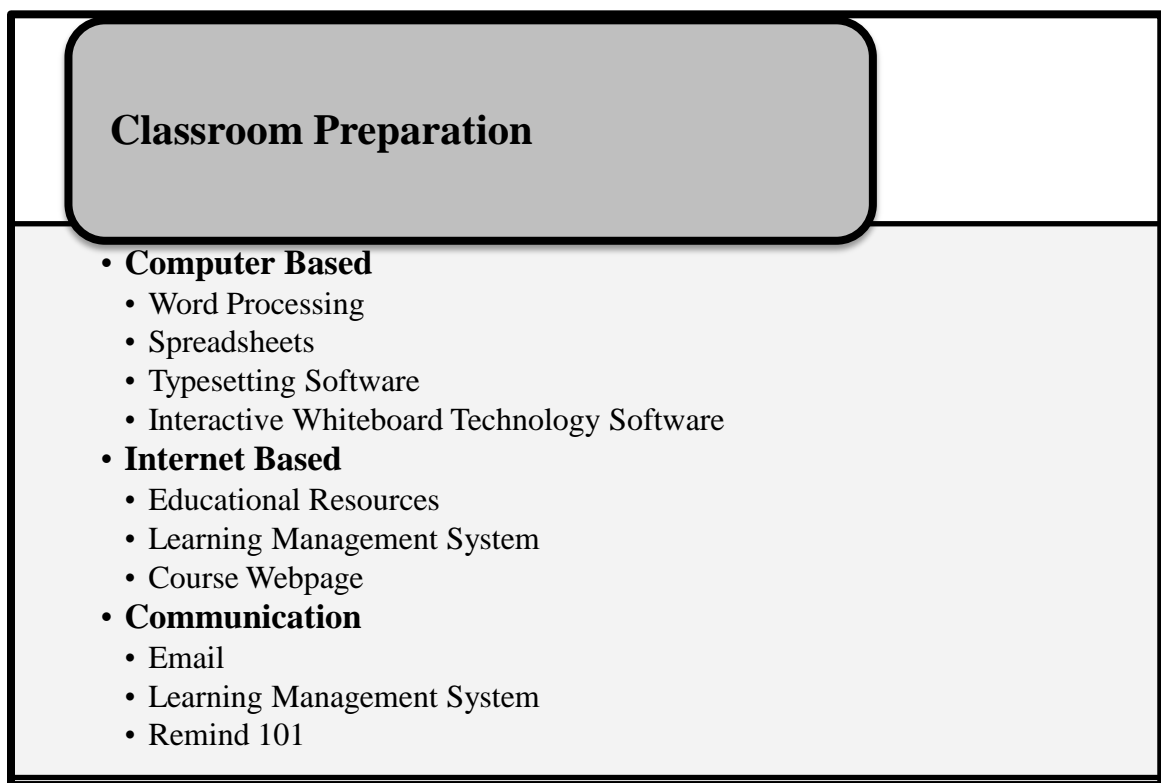 Classroom Preparation
• Computer Based
• Word Processing
• Spreadsheets
• Typesetting Software
• Interactive Whiteboard Technology Software
• Internet Based
• Educational Resources
• Learning Management System
• Course Webpage
• Communication
• Email
• Learning Management System
• Remind 101